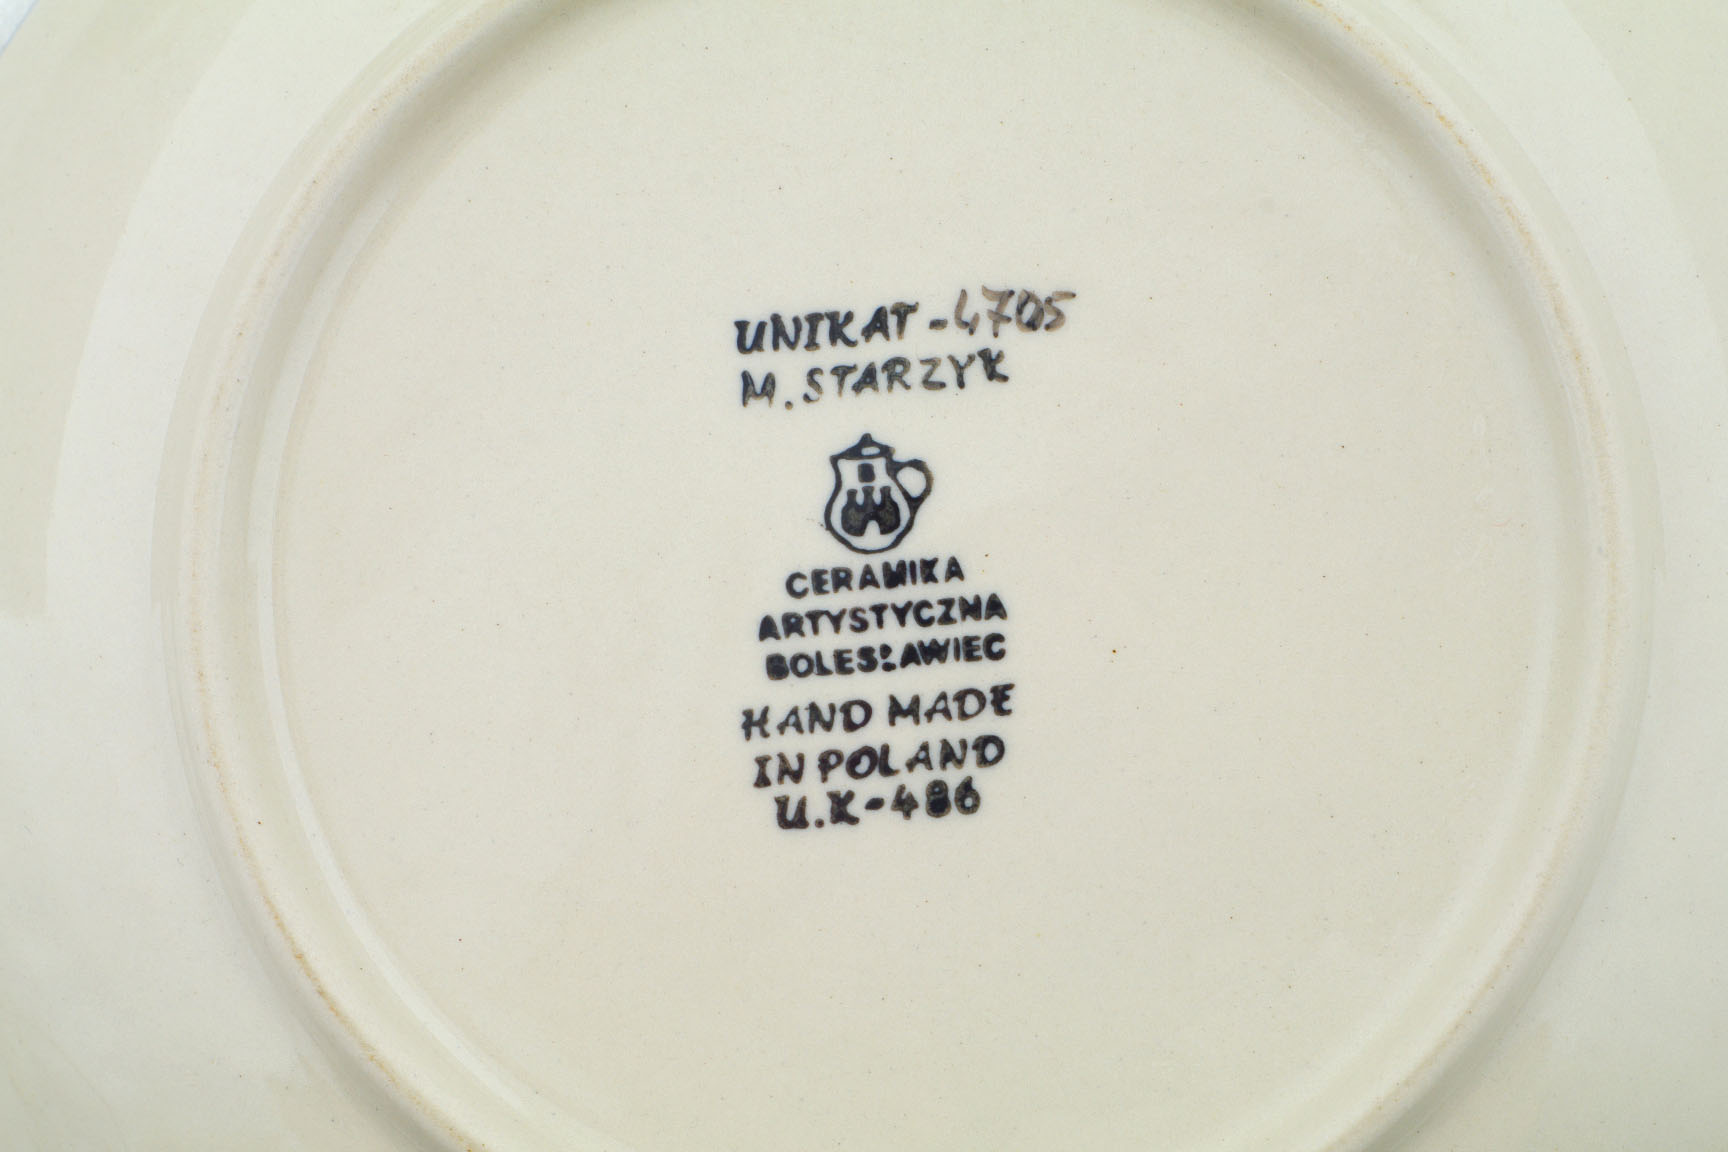 UNIKAT - 4705
M. STARZYK
CERAMIKA
ARTYSTYCZNA
BOLESŁAWIEC
HAND MADE
IN POLAND
U.K-486